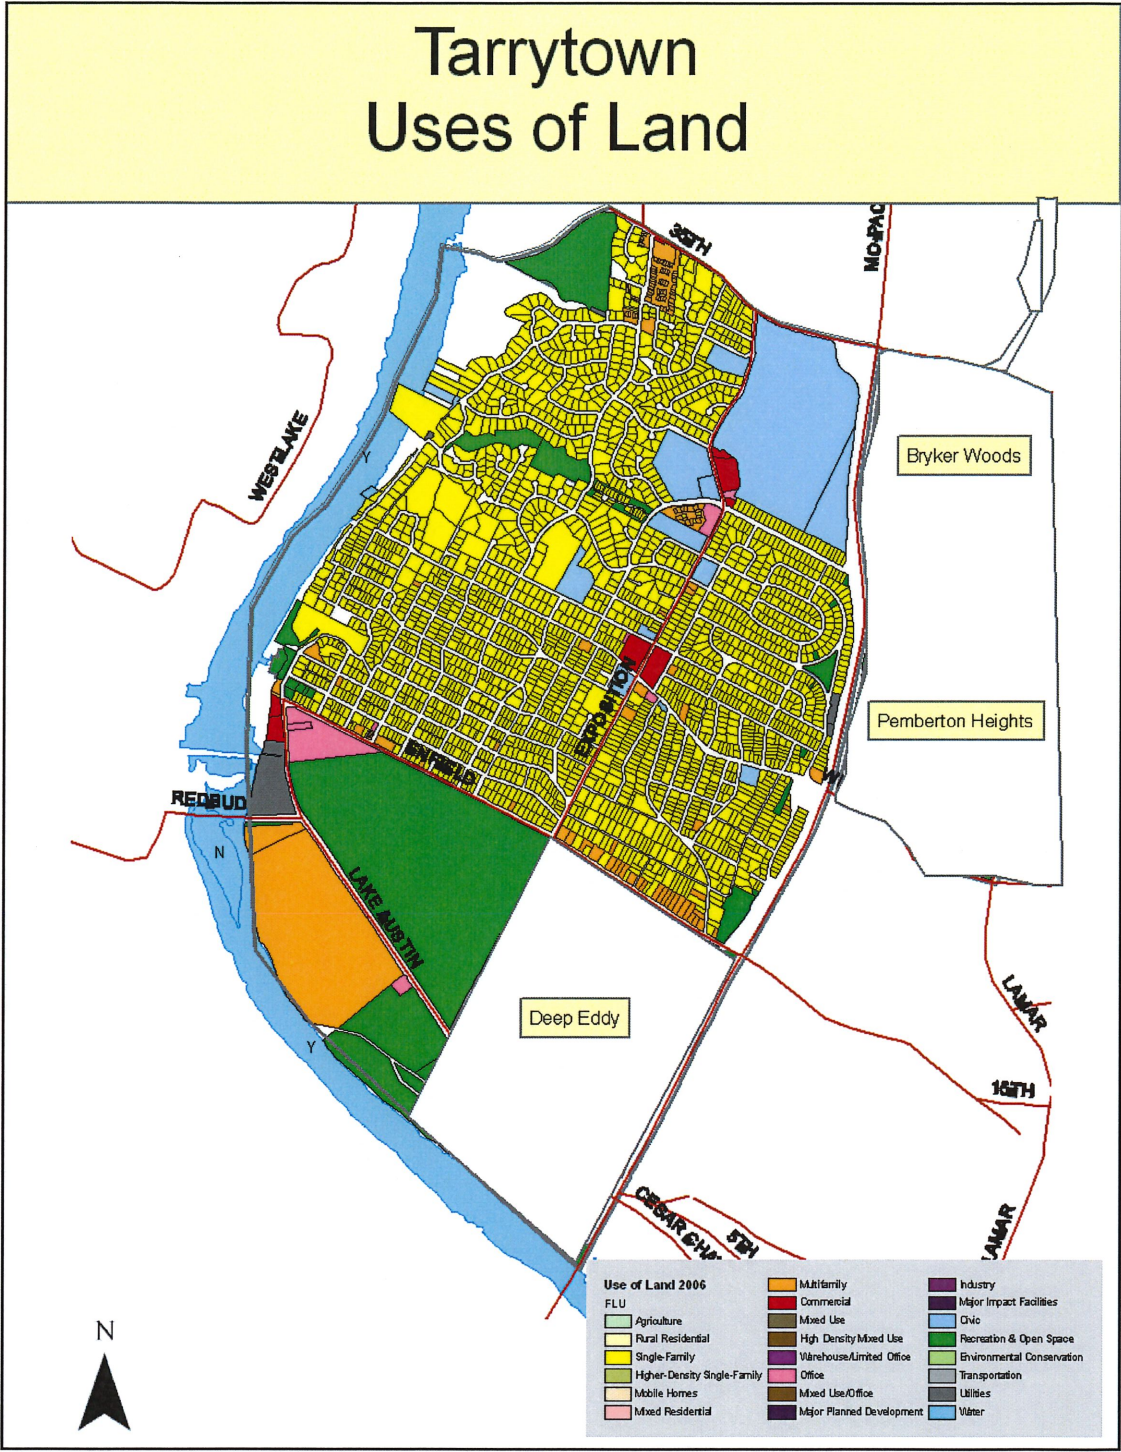 Tarrytown
Uses of Land
35TH
MO-PAC
Bryker Woods
WESTLAKE
Y
EXPOSITION
Pemberton Heights
ENFIELD
REDBUD
N
LAKE AUSTIN
Deep Eddy
Y
LAMAR
15TH
5TH
LAMAR
Use of Land 2006
FLU
Agriculture
Rural Residential
Single-Family
Higher-Density Single-Family
Mobile Homes
Mixed Residential
Multifamily
Commercial
Mixed Use
High Density Mixed Use
Warehouse/Limited Office
Office
Mixed Use/Office
Major Planned Development
Industry
Major Impact Facilities
Civic
Recreation & Open Space
Environmental Conservation
Transportation
Utilities
Water
N